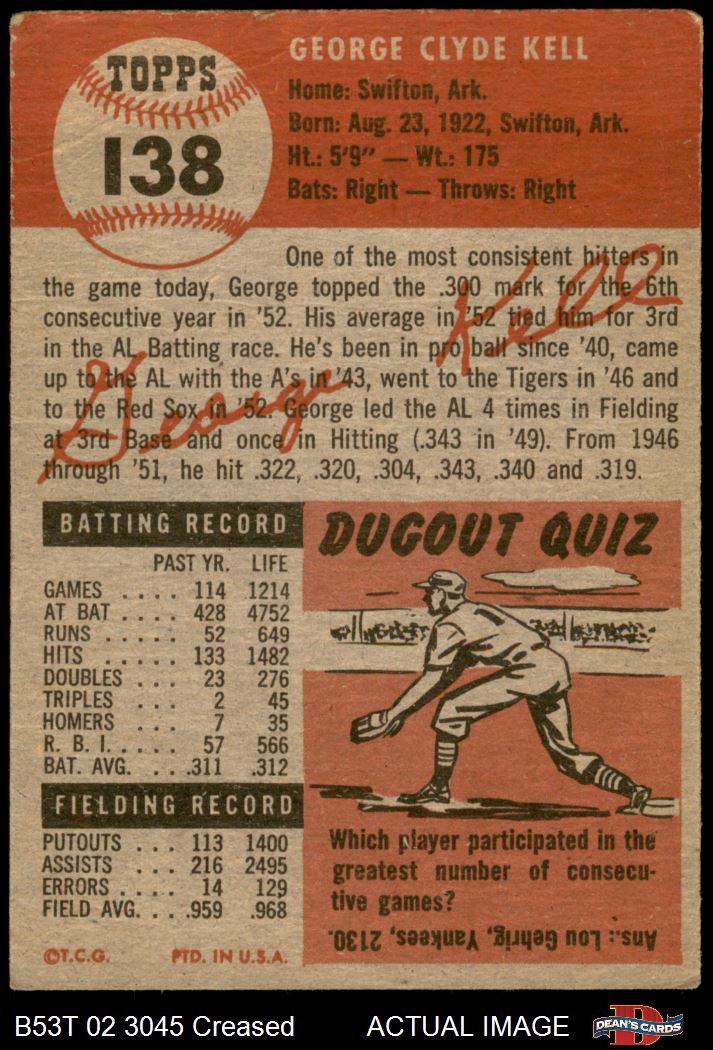 TOPPS
138
GEORGE CLYDE KELL
Home: Swifton, Ark.
Born: Aug. 23, 1922, Swifton, Ark.
Ht.: 5'9" — Wt.: 175
Bats: Right — Throws: Right
One of the most consistent hitters in
the game today, George topped the .300 mark for the 6th
consecutive year in '52. His average in '52 tied him for 3rd
in the AL Batting race. He's been in pro ball since '40, came
up to the AL with the A's in '43, went to the Tigers in '46 and
to the Red Sox in '52. George led the AL 4 times in Fielding
at 3rd Base and once in Hitting (.343 in '49). From 1946
through '51, he hit .322, .320, .304, .343, .340 and .319.
George Kell
BATTING RECORD
PAST YR. LIFE
GAMES .... 114 1214
AT BAT .... 428 4752
RUNS ..... 52 649
HITS ..... 133 1482
DOUBLES ... 23 276
TRIPLES ... 2 45
HOMERS ... 7 35
R. B. I. .... 57 566
BAT. AVG. ... .311 .312
FIELDING RECORD
PUTOUTS ... 113 1400
ASSISTS ... 216 2495
ERRORS .... 14 129
FIELD AVG. ... .959 .968
©T.C.G. PTD. IN U.S.A.
DUGOUT QUIZ
Which player participated in the
greatest number of consecu-
tive games?
Ans.: Lou Gehrig, Yankees, 2130.
B53T 02 3045 Creased ACTUAL IMAGE
DEAN'S CARDS